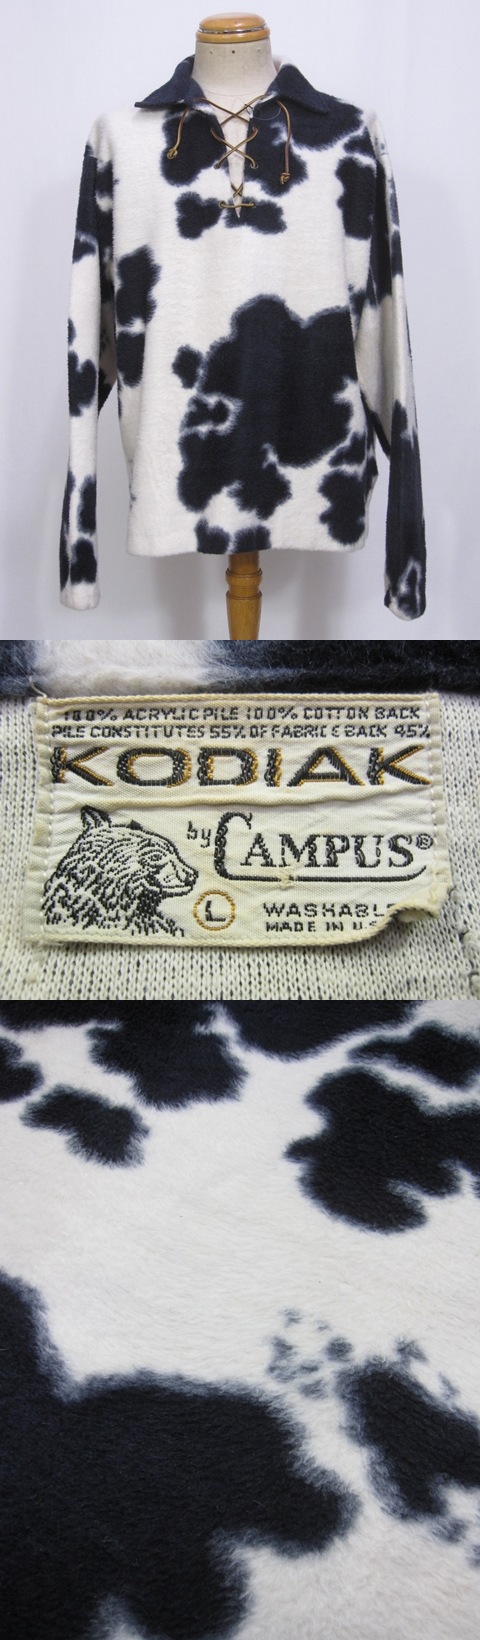 100% ACRYLIC PILE 100% COTTON BACK
PILE CONSTITUTES 55% OF FABRIC & BACK 45%
KODIAK
by CAMPUS®
L WASHABLE
MADE IN U.S